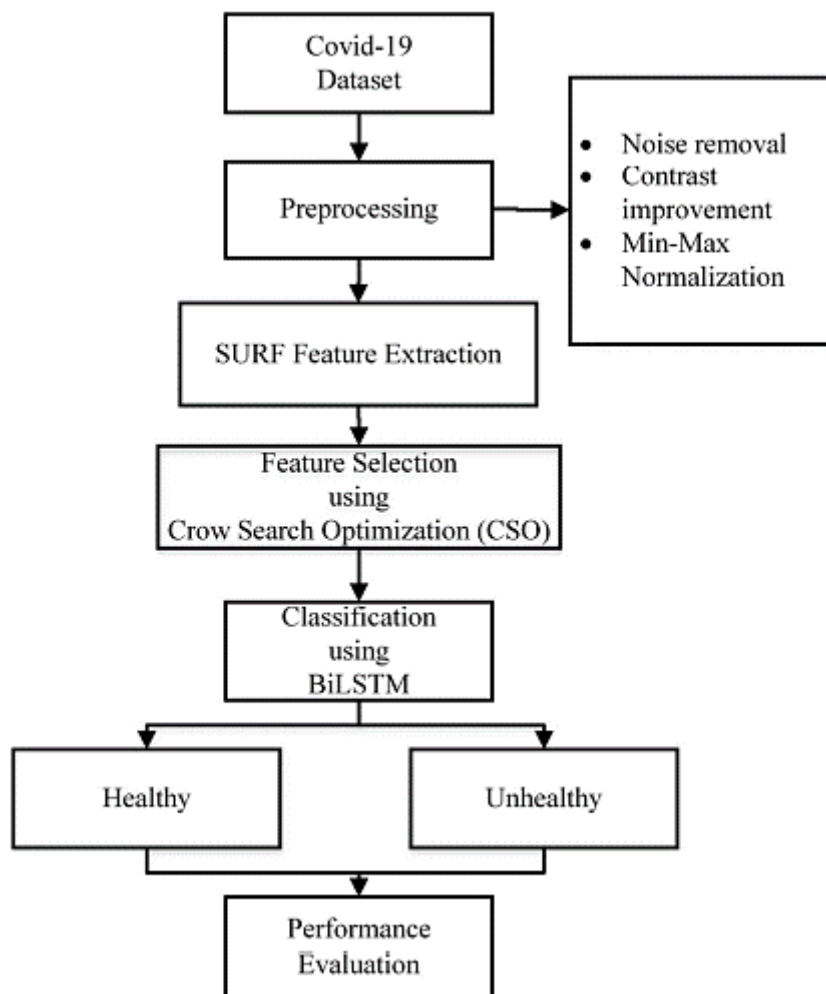 Covid-19
Dataset
Preprocessing
• Noise removal
• Contrast
improvement
• Min-Max
Normalization
SURF Feature Extraction
Feature Selection
using
Crow Search Optimization (CSO)
Classification
using
BiLSTM
Healthy
Unhealthy
Performance
Evaluation